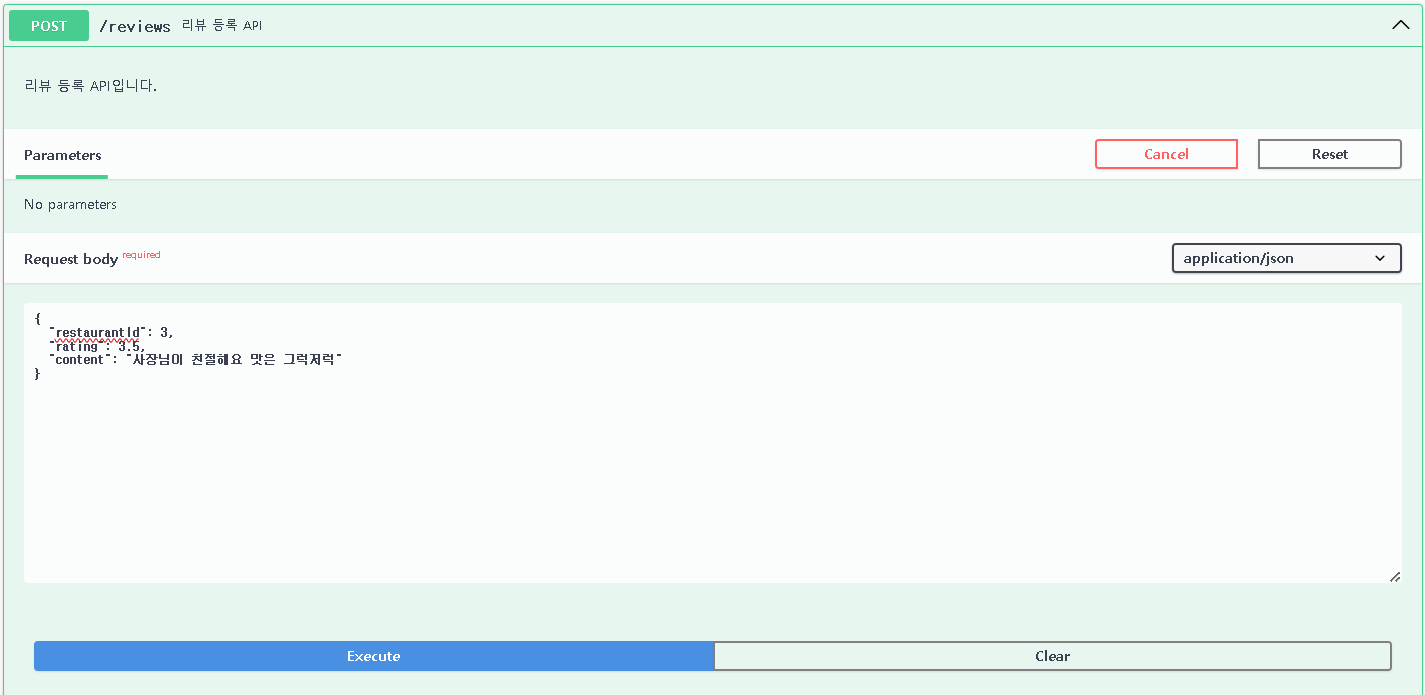 POST /reviews 리뷰 등록 API
리뷰 등록 API입니다.
Parameters
Cancel
Reset
No parameters
Request body required
application/json
{
"restaurantId": 3,
"rating": 3.5,
"content": "사장님이 친절해요 맛은 그럭저럭"
}
Execute
Clear